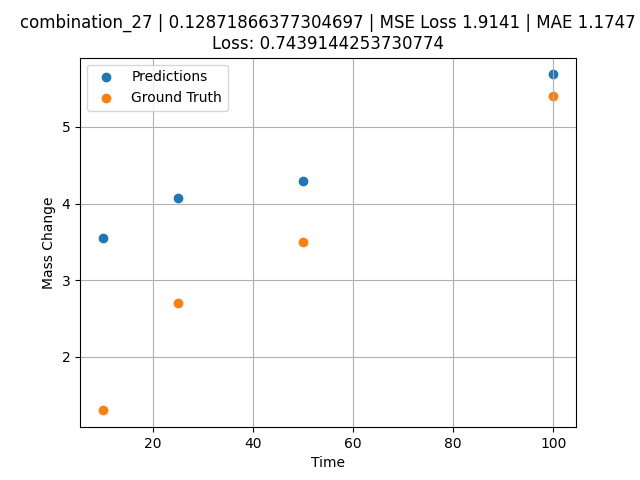 combination_27 | 0.12871866377304697 | MSE Loss 1.9141 | MAE 1.1747
Loss: 0.7439144253730774
Predictions
Ground Truth
5
4
3
2
Mass Change
20
40
60
80
100
Time